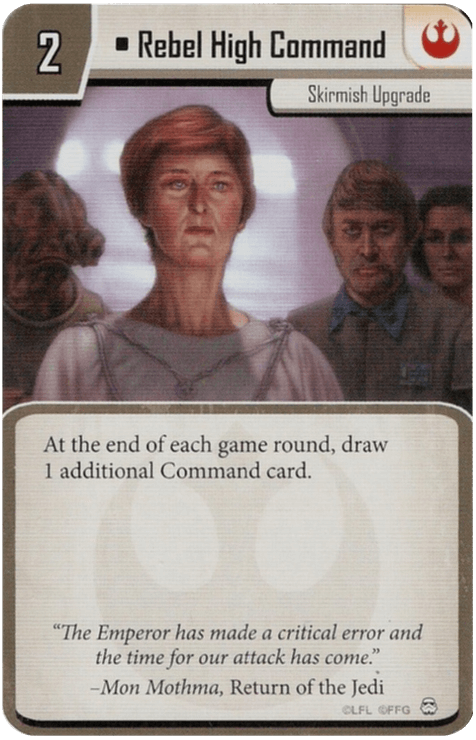 2
▪ Rebel High Command
Skirmish Upgrade
At the end of each game round, draw
1 additional Command card.
“The Emperor has made a critical error and
the time for our attack has come.”
–Mon Mothma, Return of the Jedi
©LFL ©FFG